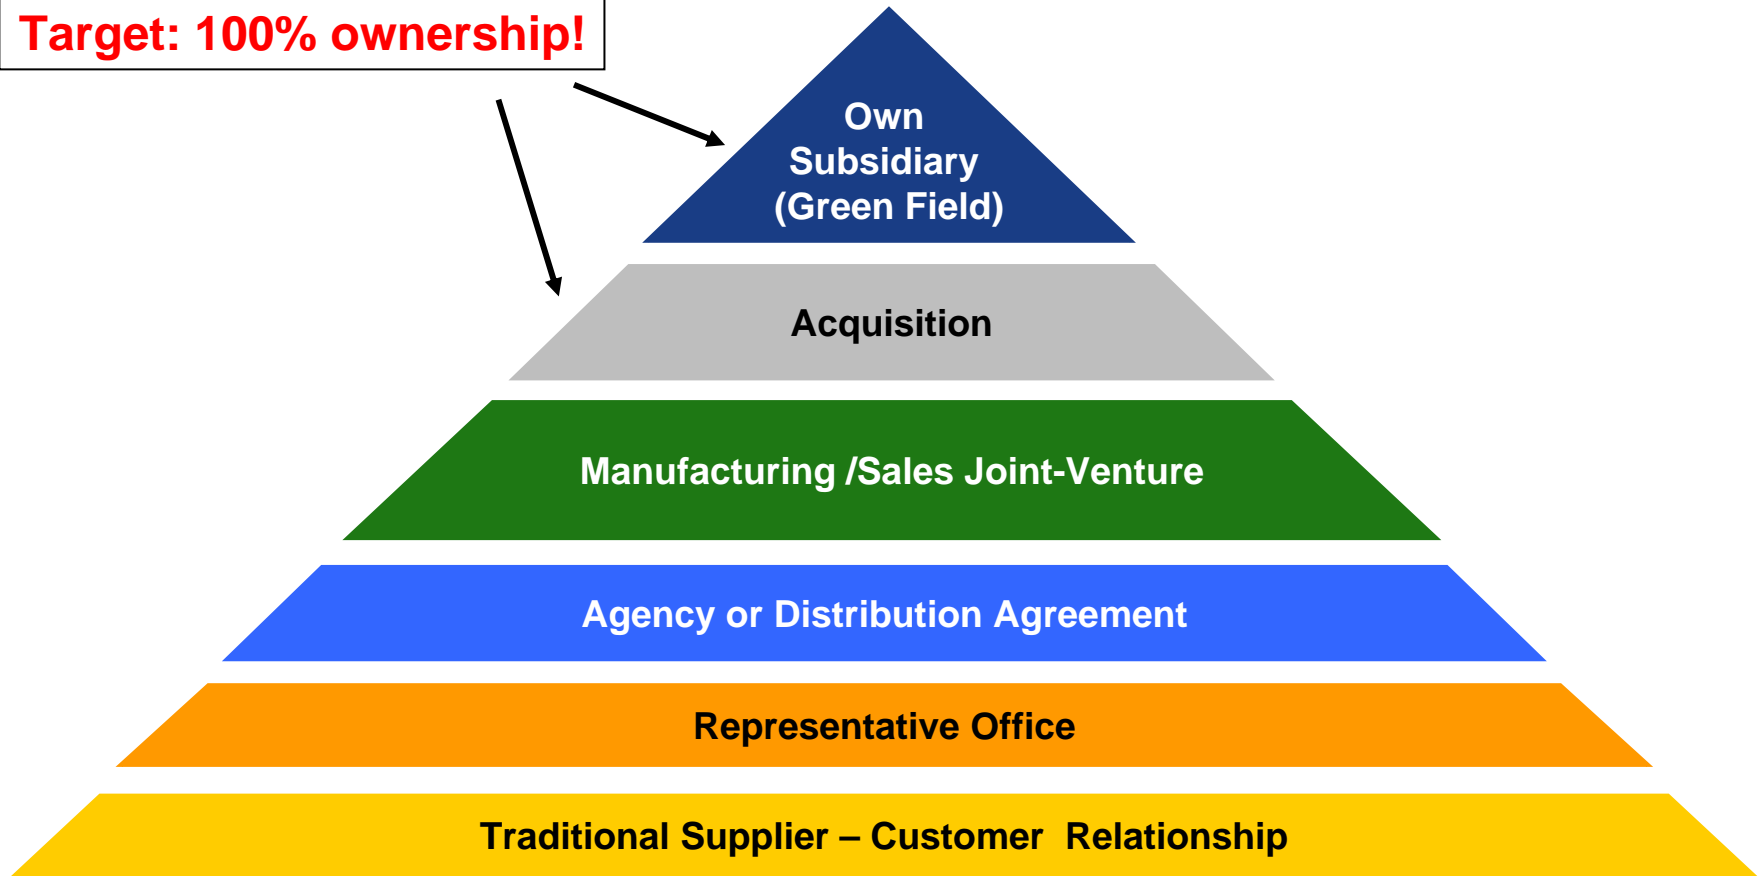 Target: 100% ownership!
Own
Subsidiary
(Green Field)
Acquisition
Manufacturing /Sales Joint-Venture
Agency or Distribution Agreement
Representative Office
Traditional Supplier – Customer  Relationship